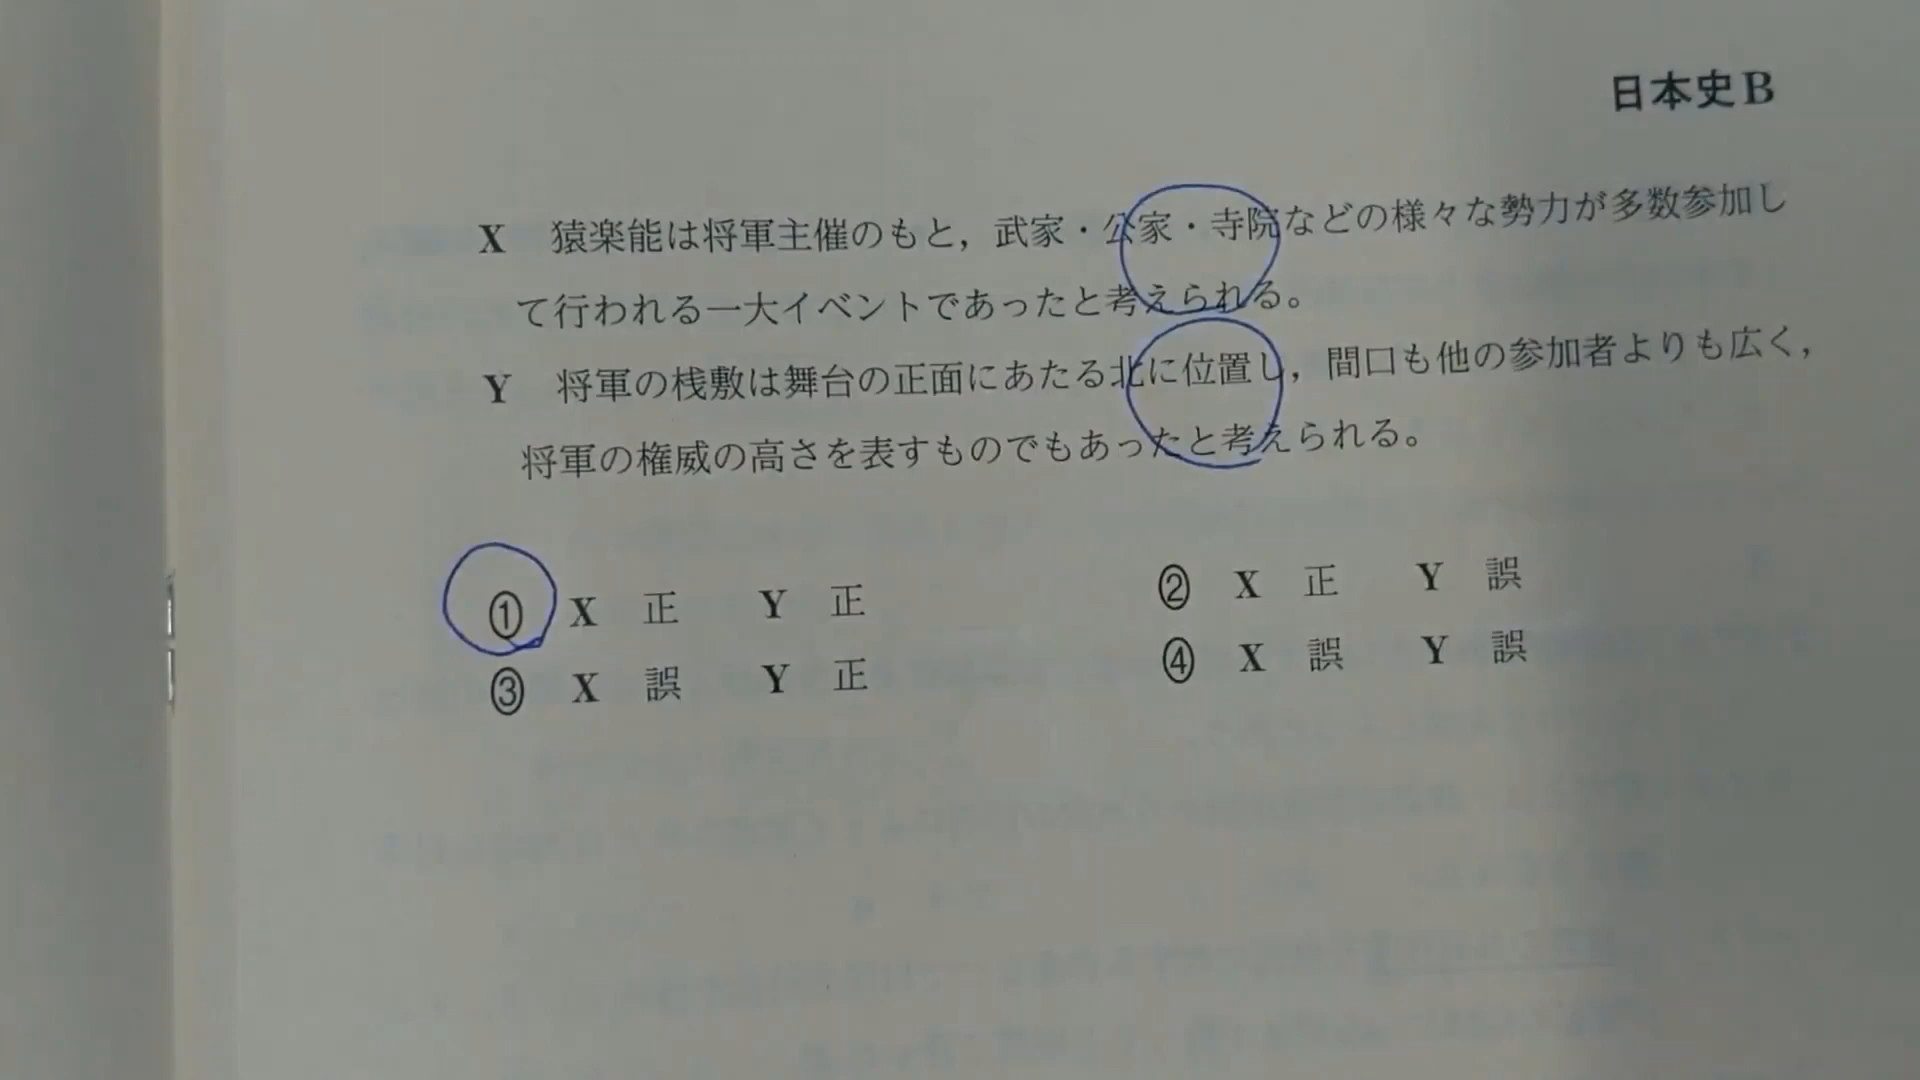 日本史B
X 猿楽能は将軍主催のもと，武家・公家・寺院などの様々な勢力が多数参加し
て行われる一大イベントであったと考えられる。
Y 将軍の桟敷は舞台の正面にあたる北に位置し，間口も他の参加者よりも広く，
将軍の権威の高さを表すものでもあったと考えられる。
① X 正 Y 正 ② X 正 Y 誤
③ X 誤 Y 正 ④ X 誤 Y 誤